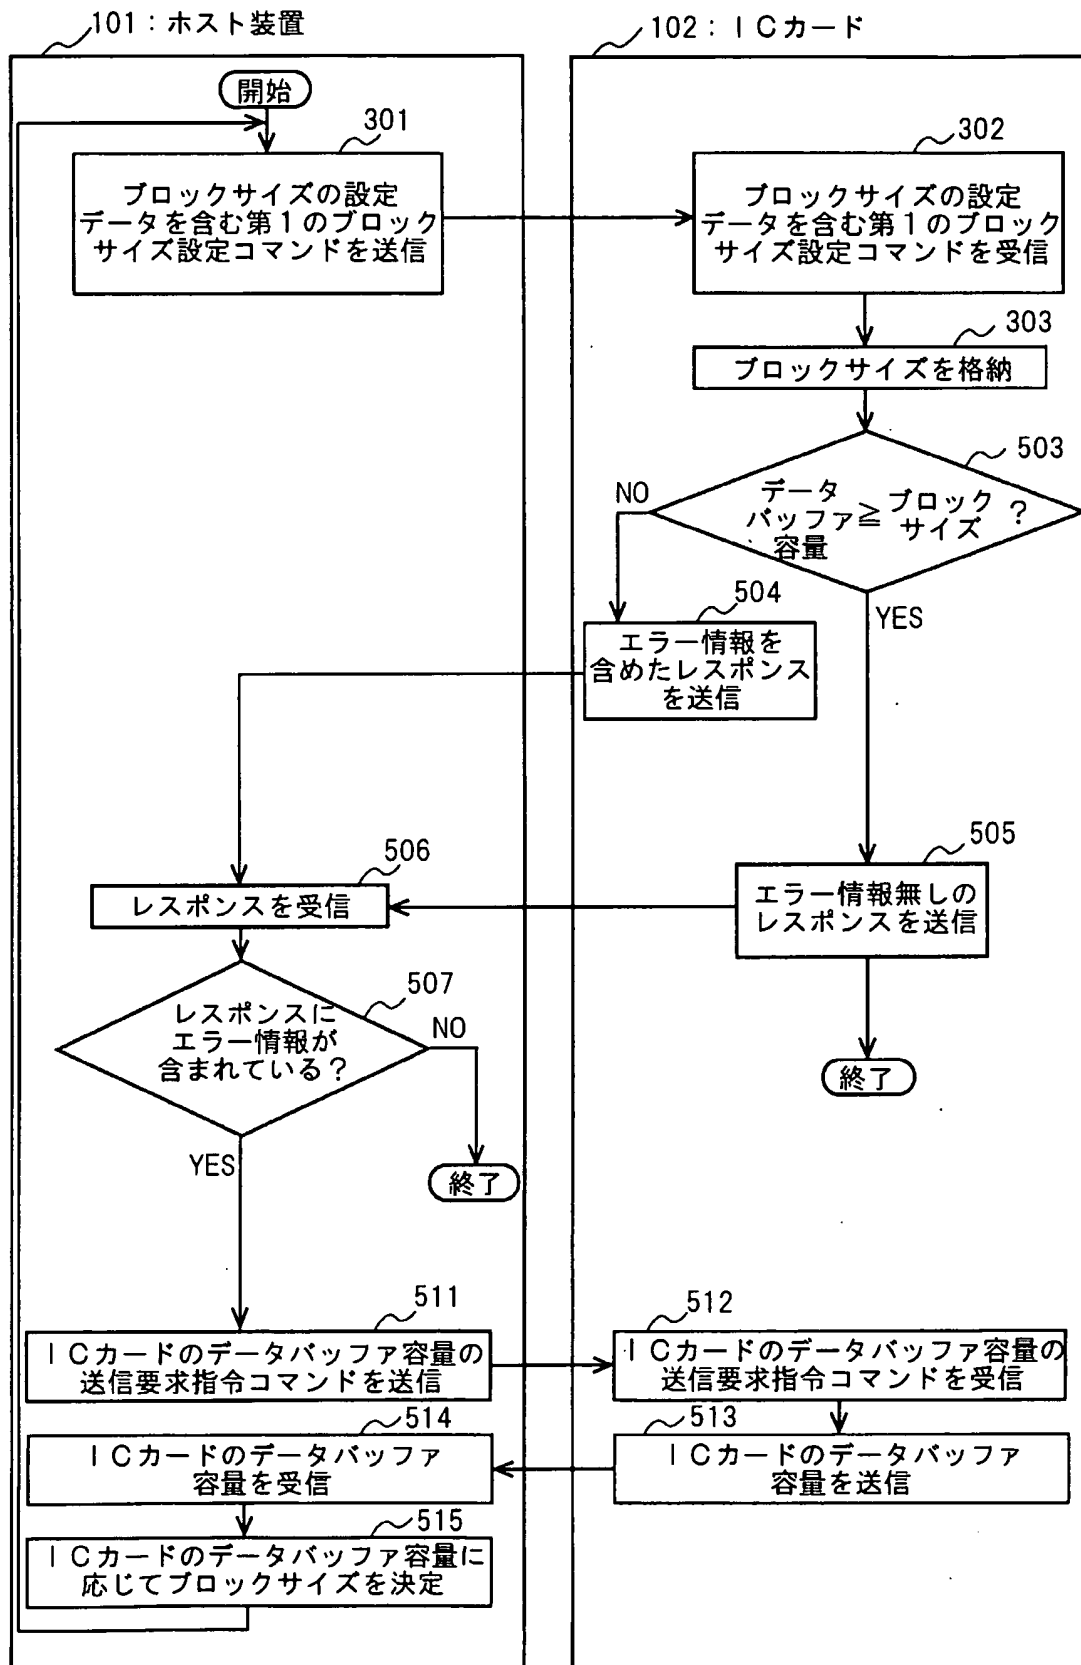 101：ホスト装置
102：ICカード
開始
301
ブロックサイズの設定
データを含む第1のブロック
サイズ設定コマンドを送信
302
ブロックサイズの設定
データを含む第1のブロック
サイズ設定コマンドを受信
303
ブロックサイズを格納
503
データ
バッファ
容量
≧
ブロック
サイズ
？
NO
YES
504
エラー情報を
含めたレスポンス
を送信
505
エラー情報無しの
レスポンスを送信
終了
506
レスポンスを受信
507
レスポンスに
エラー情報が
含まれている？
NO
YES
終了
511
ICカードのデータバッファ容量の
送信要求指令コマンドを送信
512
ICカードのデータバッファ容量の
送信要求指令コマンドを受信
513
ICカードのデータバッファ
容量を送信
514
ICカードのデータバッファ
容量を受信
515
ICカードのデータバッファ容量に
応じてブロックサイズを決定